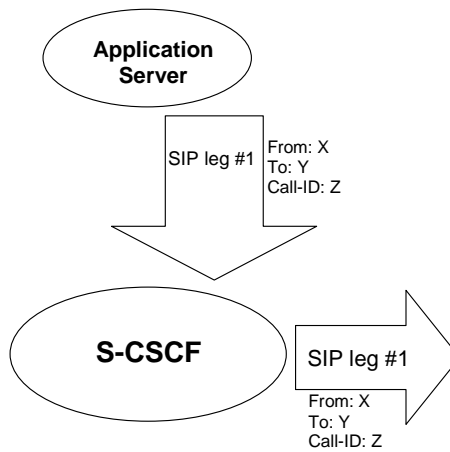 Application
Server
SIP leg #1
From: X
To: Y
Call-ID: Z
S-CSCF
SIP leg #1
From: X
To: Y
Call-ID: Z